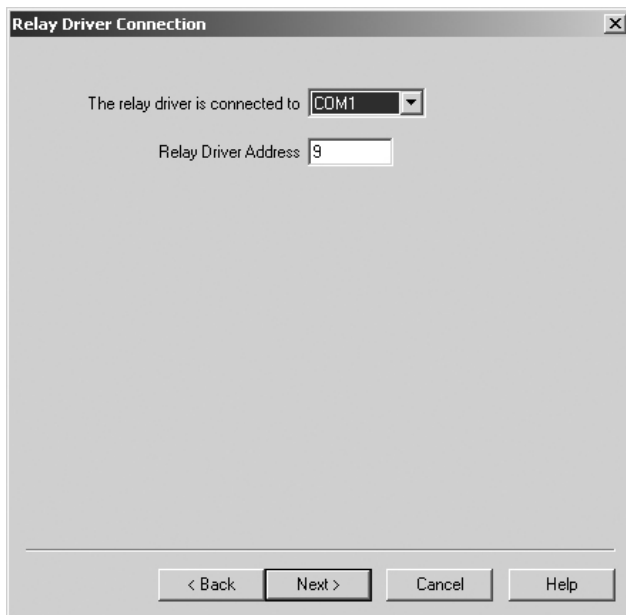 Relay Driver Connection
The relay driver is connected to COM1
Relay Driver Address 9
< Back Next > Cancel Help